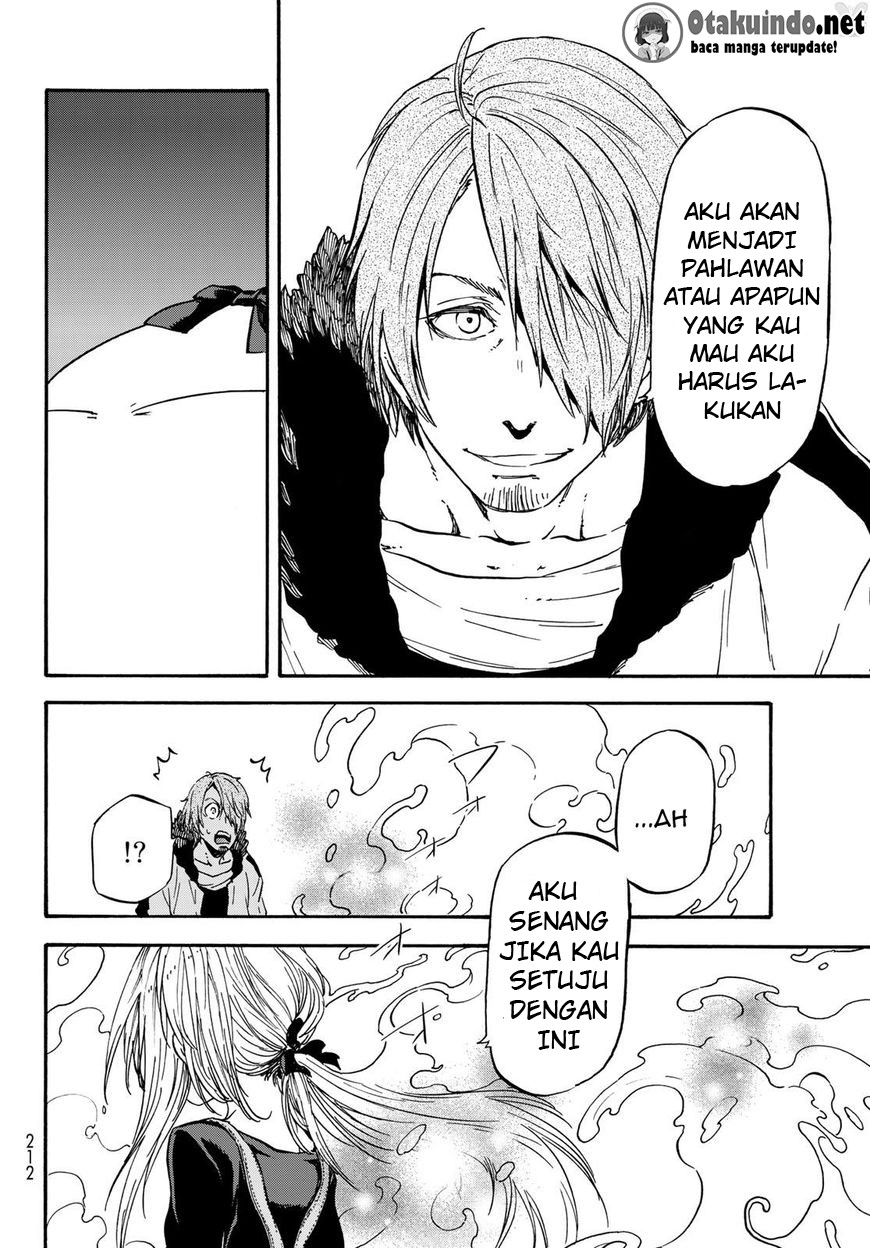 Otakuindo.net
baca manga terupdate!
AKU AKAN
MENJADI
PAHLAWAN
ATAU APAPUN
YANG KAU
MAU AKU
HARUS LA-
KUKAN
...AH
!?
AKU
SENANG
JIKA KAU
SETUJU
DENGAN
INI
212